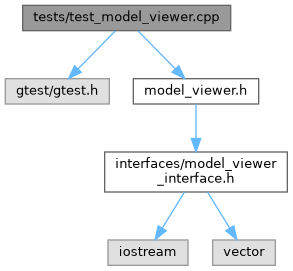 tests/test_model_viewer.cpp
gtest/gtest.h
model_viewer.h
interfaces/model_viewer
_interface.h
iostream
vector